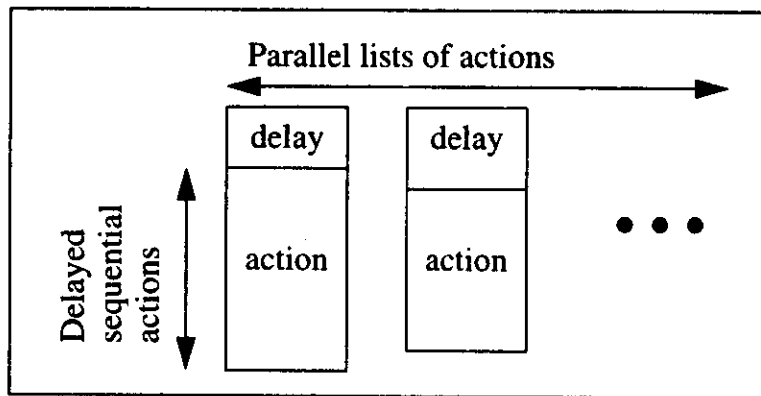 Parallel lists of actions
delay
delay
action
action
Delayed
sequential
actions